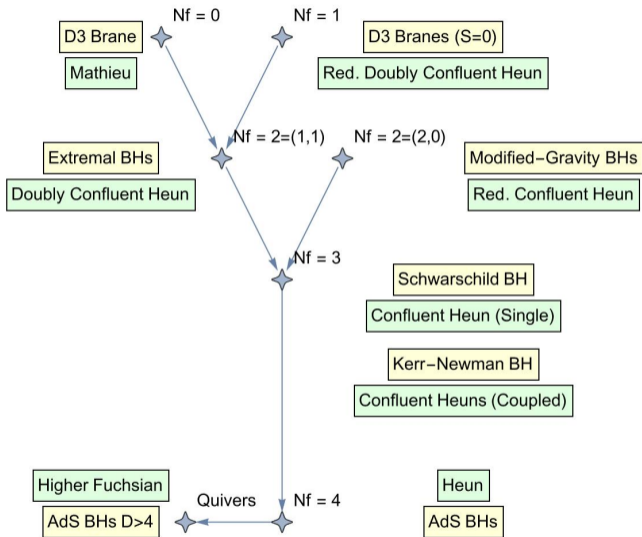 Nf = 0
Nf = 1
D3 Brane
D3 Branes (S=0)
Mathieu
Red. Doubly Confluent Heun
Nf = 2=(1,1)
Nf = 2=(2,0)
Extremal BHs
Modified-Gravity BHs
Doubly Confluent Heun
Red. Confluent Heun
Nf = 3
Schwarschild BH
Confluent Heun (Single)
Kerr-Newman BH
Confluent Heuns (Coupled)
Higher Fuchsian
Quivers
Nf = 4
Heun
AdS BHs D>4
AdS BHs